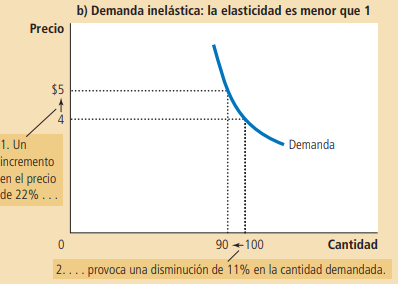 b) Demanda inelástica: la elasticidad es menor que 1
Precio
$5
4
1. Un
incremento
en el precio
de 22% . . .
Demanda
0
90
100
Cantidad
2. . . . provoca una disminución de 11% en la cantidad demandada.